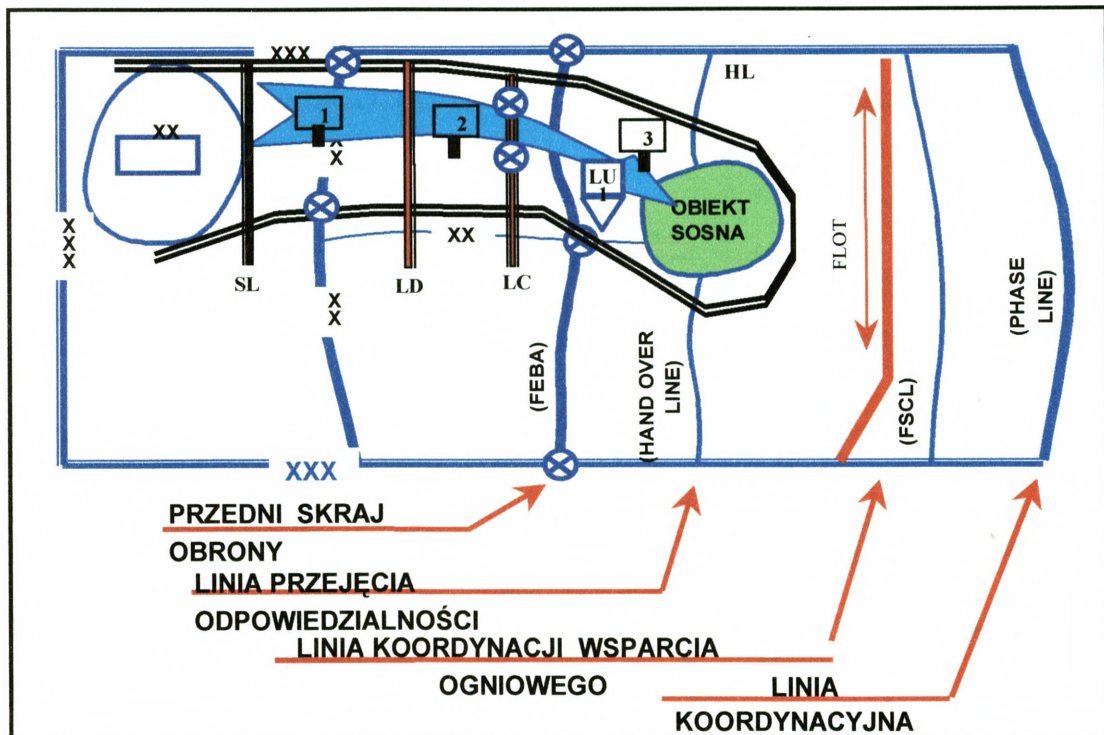 XXX
HL
XX
1
2
3
X
X
LU
1
OBIEKT
SOSNA
XXX
XX
SL
LD
LC
X
X
FLOT
(FEBA)
(HAND OVER
LINE)
(FSCL)
(PHASE
LINE)
XXX
PRZEDNI SKRAJ
OBRONY
LINIA PRZEJĘCIA
ODPOWIEDZIALNOŚCI
LINIA KOORDYNACJI WSPARCIA
OGNIOWEGO
LINIA
KOORDYNACYJNA